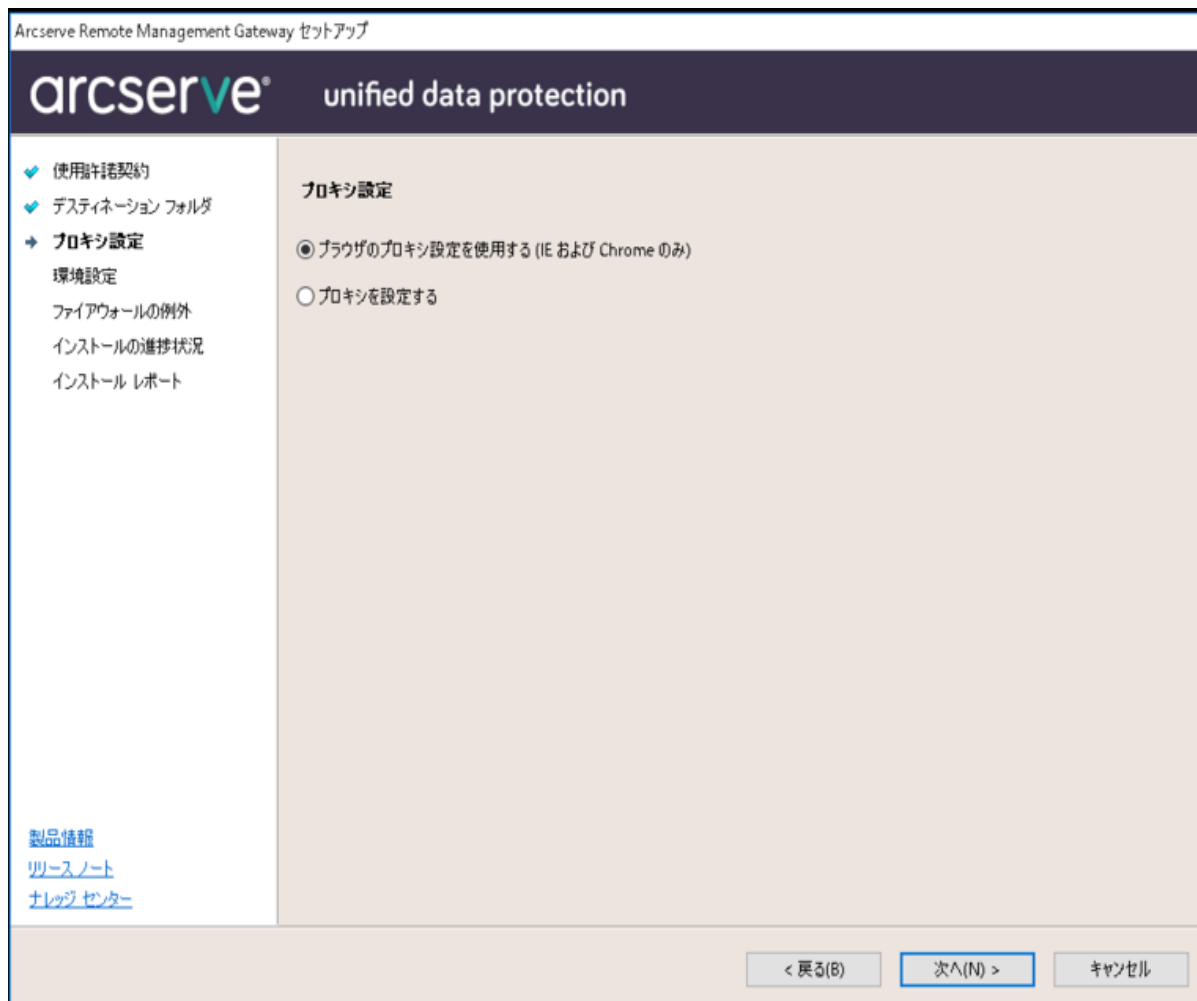 Arcserve Remote Management Gateway セットアップ
arcserve® unified data protection
使用許諾契約
デスティネーション フォルダ
プロキシ設定
環境設定
ファイアウォールの例外
インストールの進捗状況
インストール レポート
プロキシ設定
ブラウザのプロキシ設定を使用する (IE および Chrome のみ)
プロキシを設定する
製品情報
リリース ノート
ナレッジ センター
< 戻る(B)
次へ(N) >
キャンセル